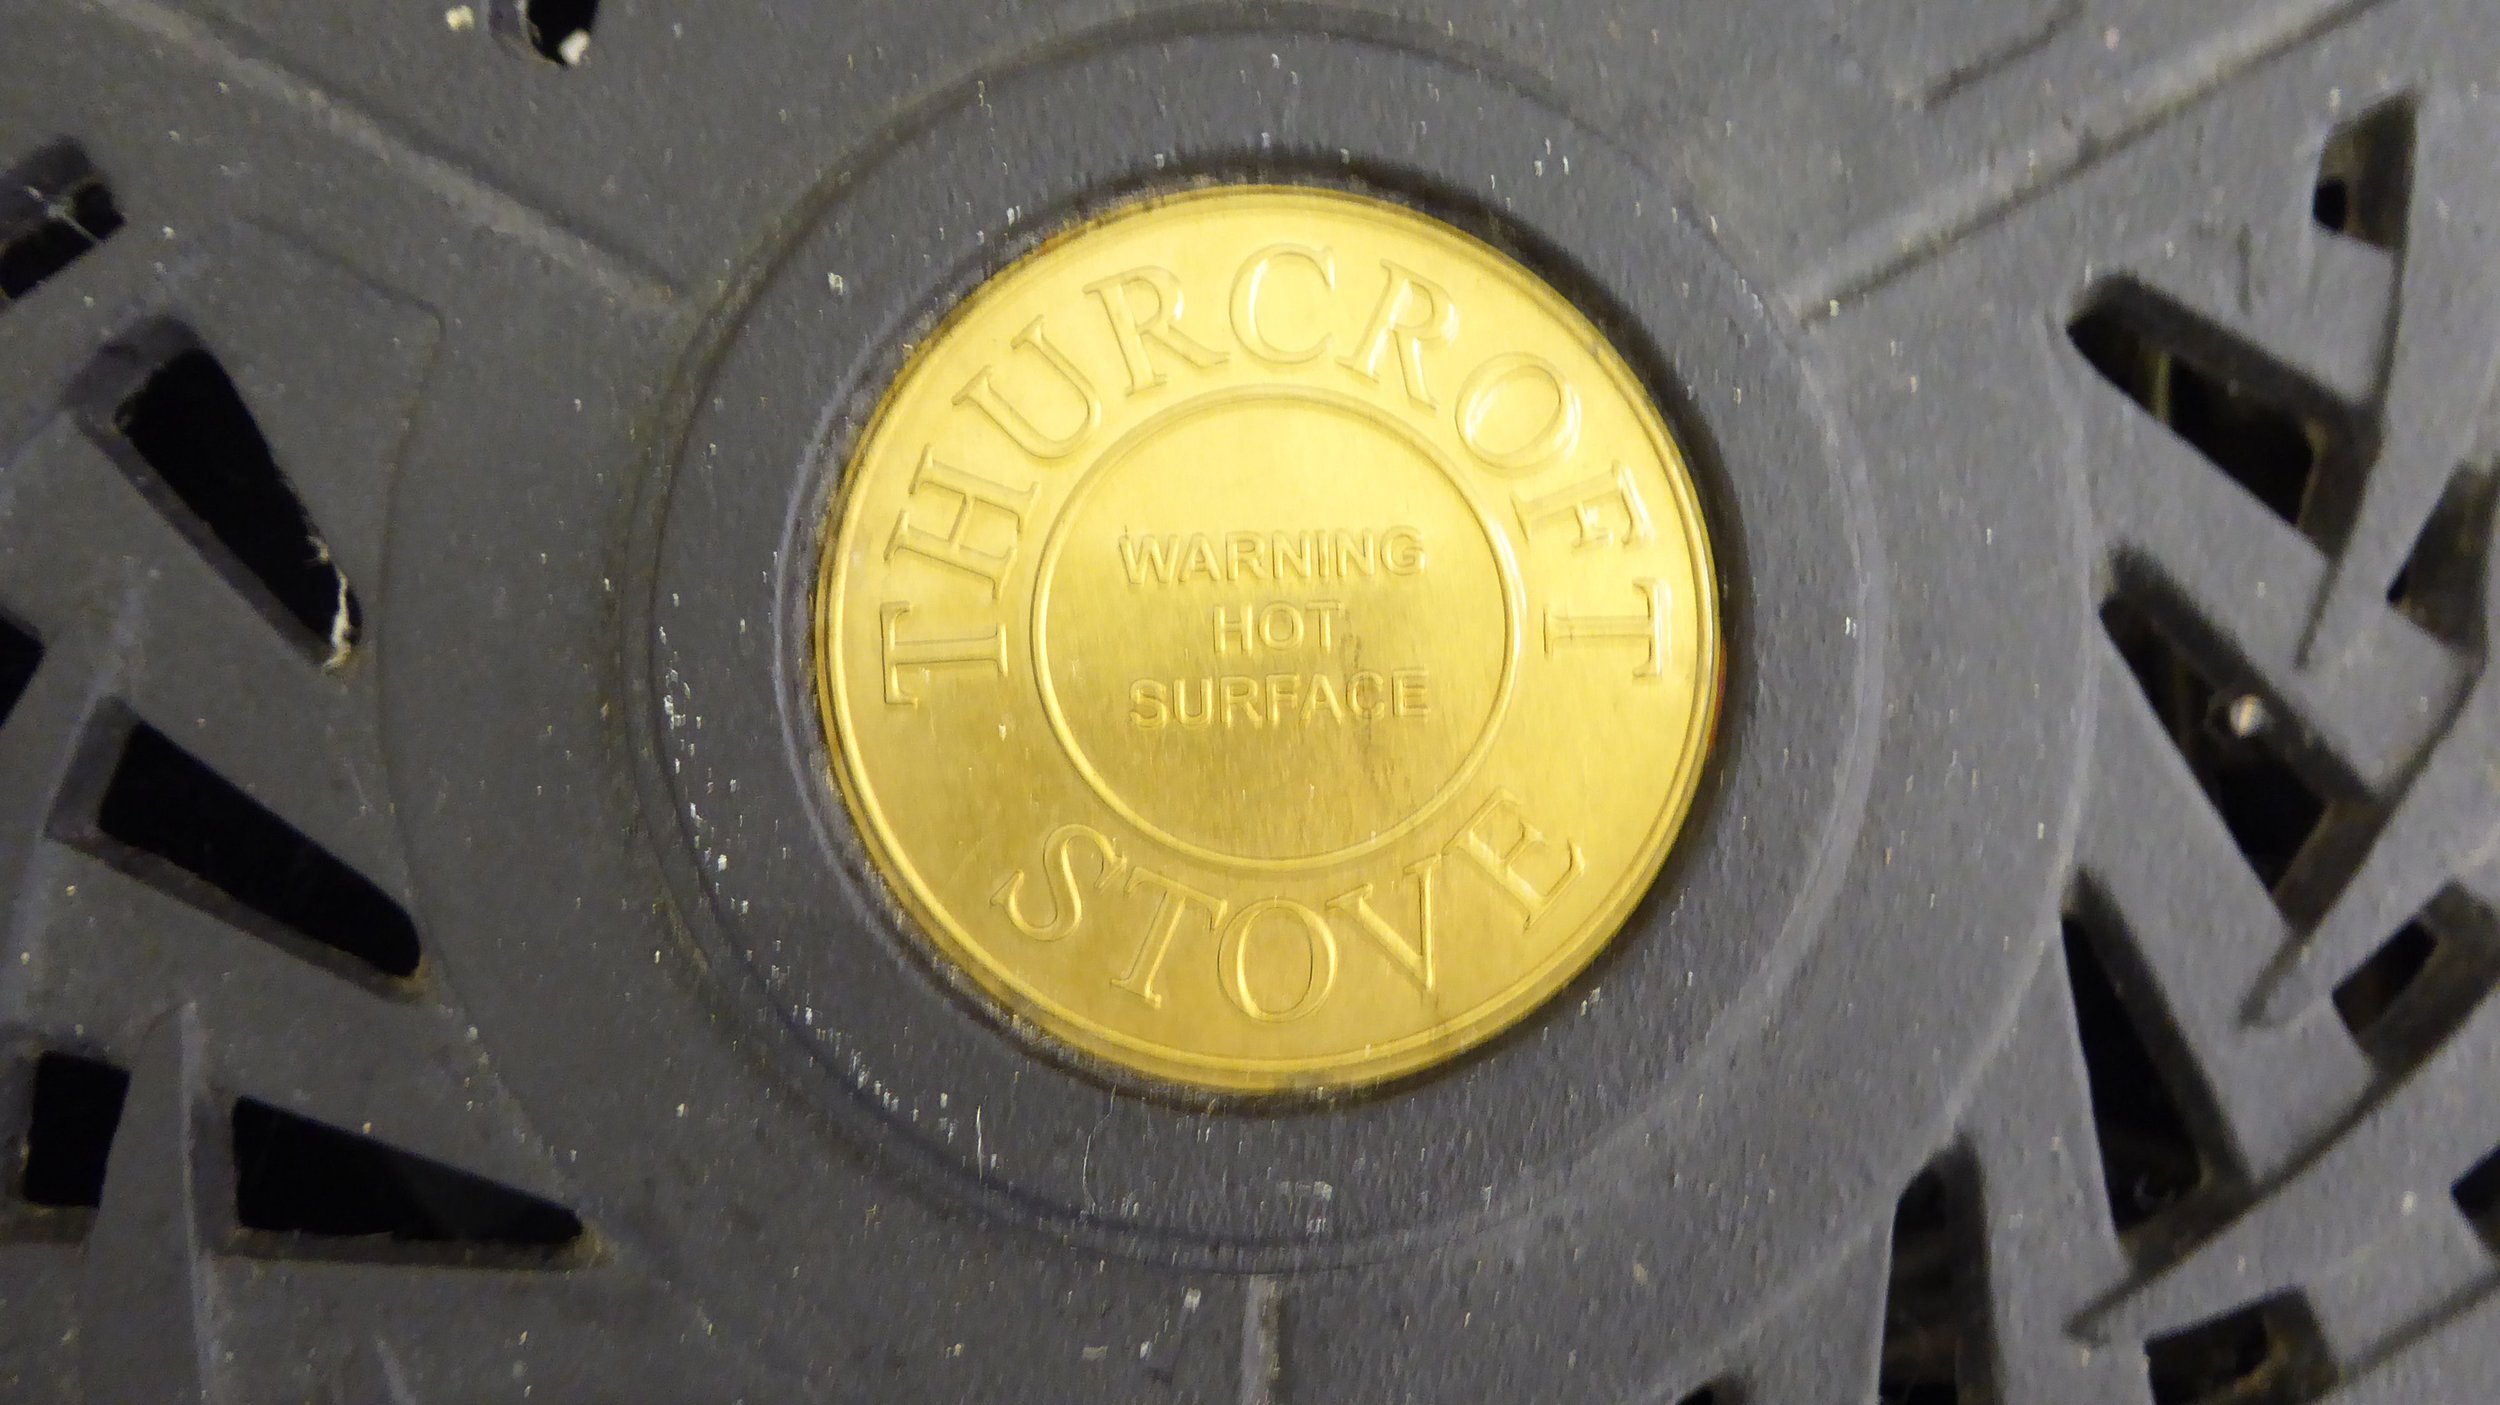 THURCROFT
WARNING
HOT
SURFACE
STOVE